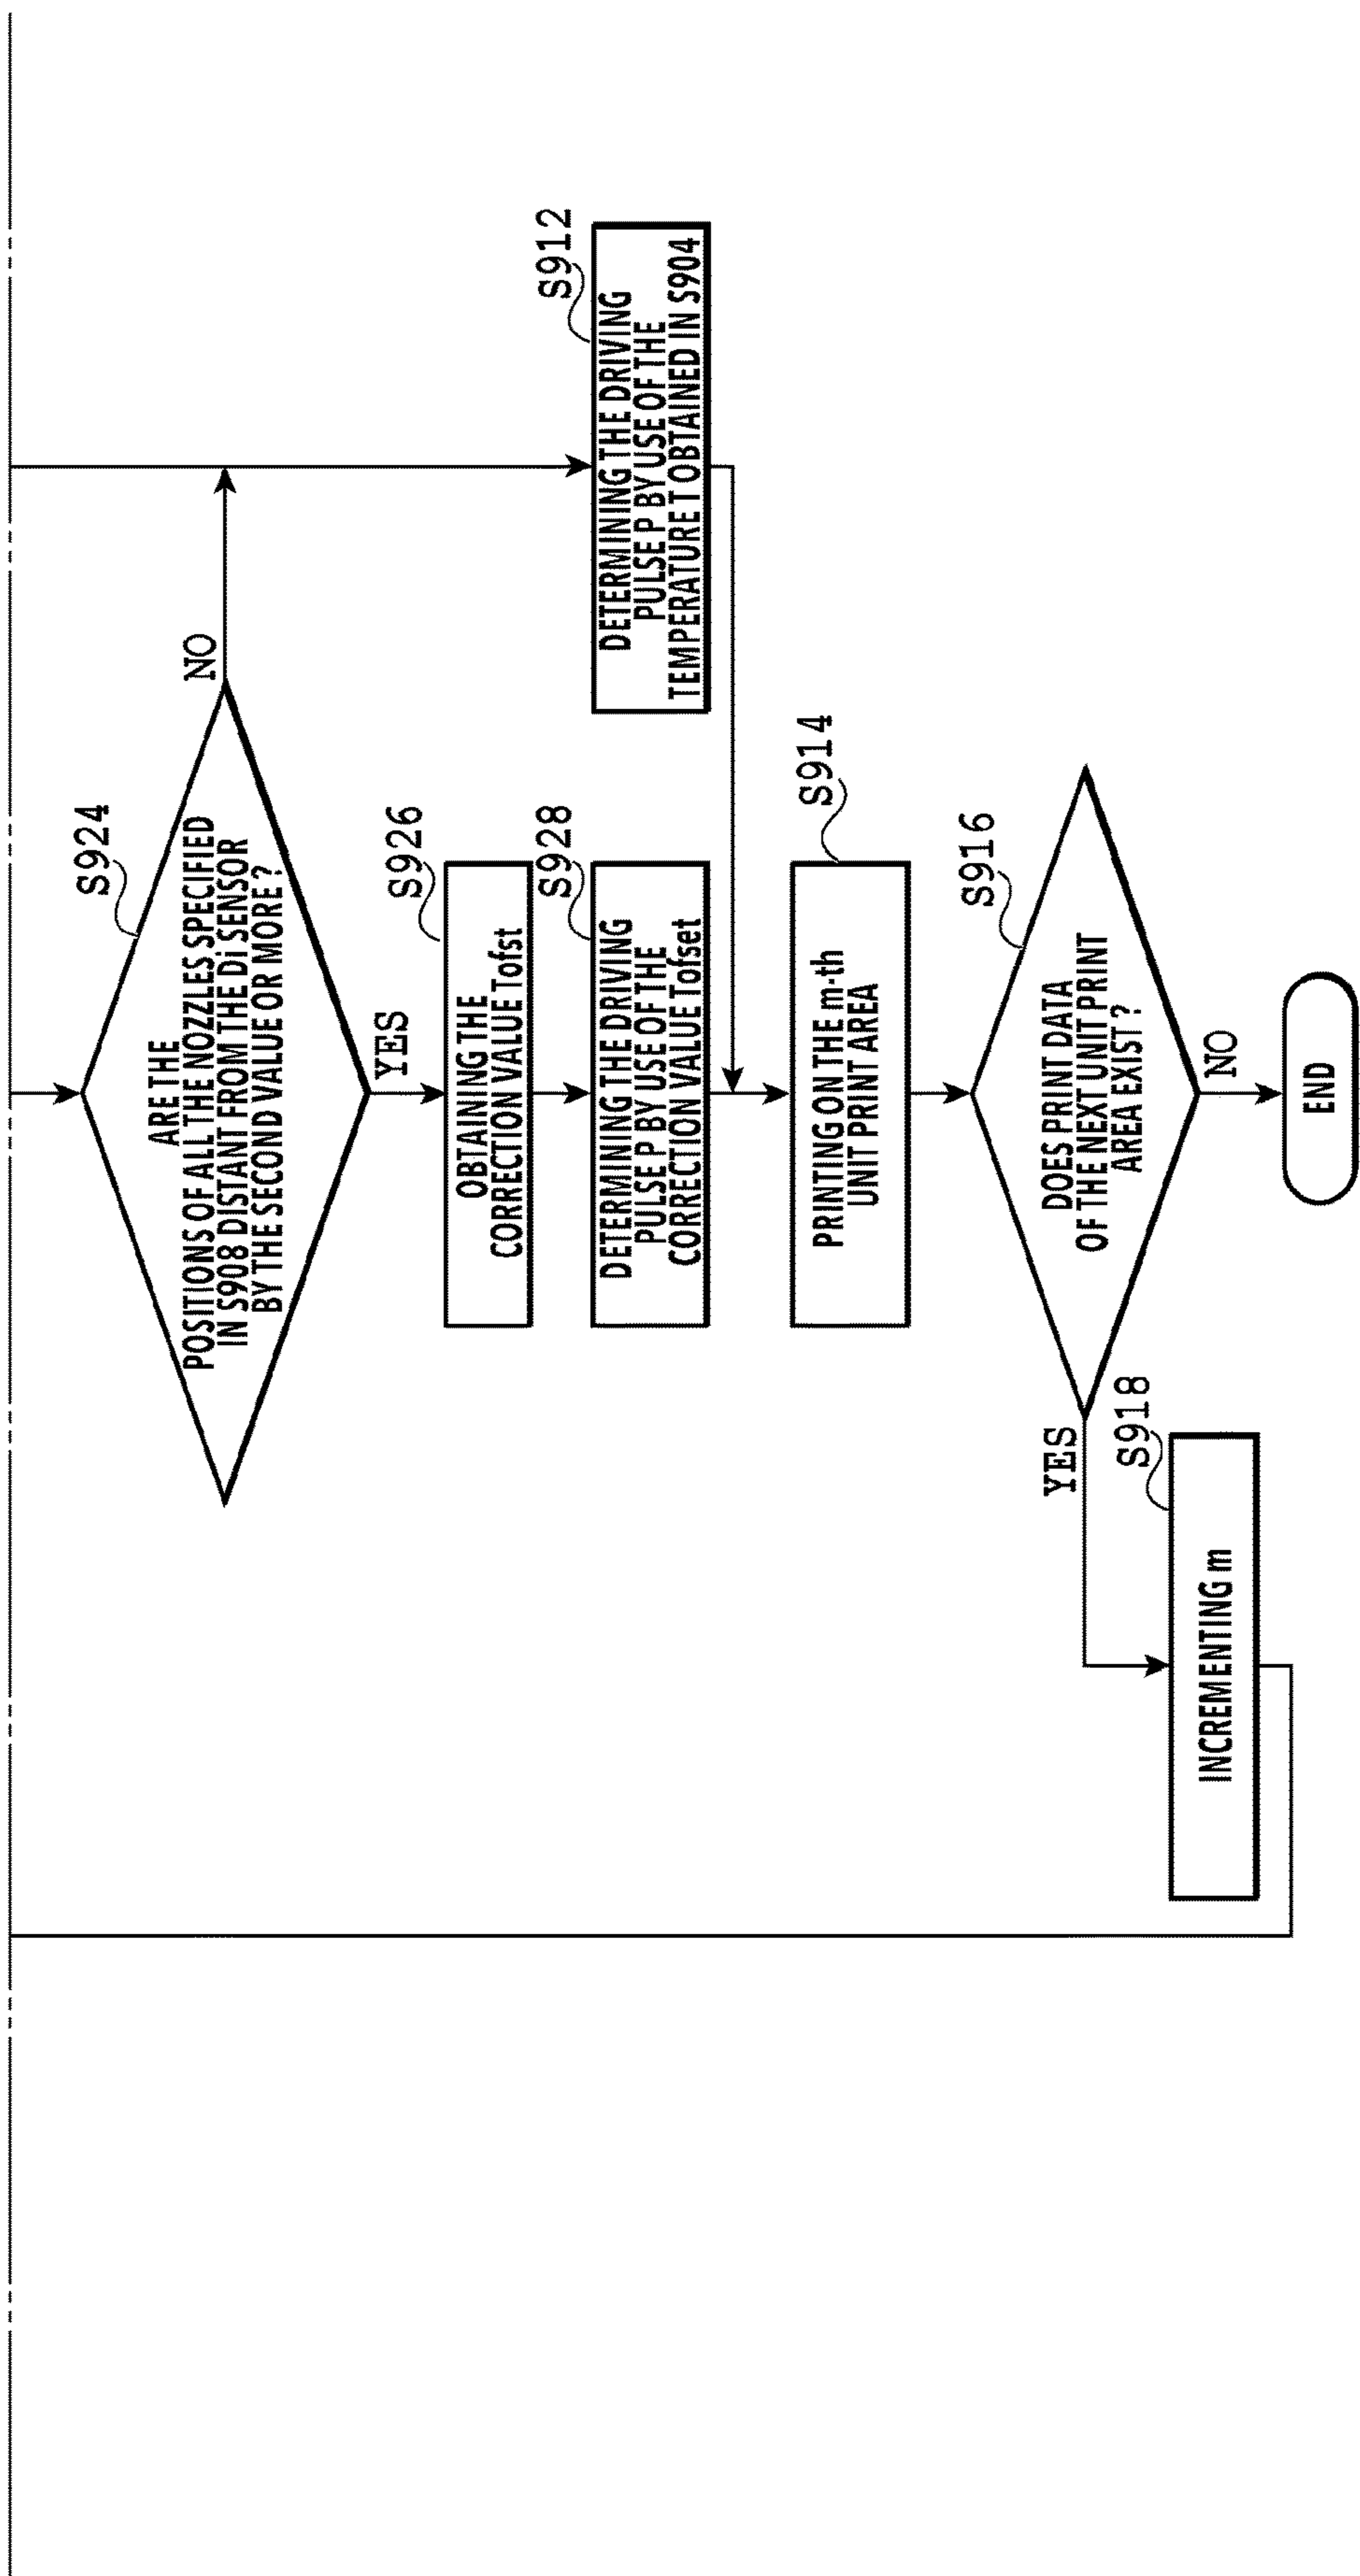 S924
ARE THE
POSITIONS OF ALL THE NOZZLES SPECIFIED
IN S908 DISTANT FROM THE Di SENSOR
BY THE SECOND VALUE OR MORE?
NO
YES
S926
OBTAINING THE
CORRECTION VALUE Tofst
S928
DETERMINING THE DRIVING
PULSE P BY USE OF THE
CORRECTION VALUE Tofset
S912
DETERMINING THE DRIVING
PULSE P BY USE OF THE
TEMPERATURE T OBTAINED IN S904
S914
PRINTING ON THE m-th
UNIT PRINT AREA
S916
DOES PRINT DATA
OF THE NEXT UNIT PRINT
AREA EXIST?
YES
NO
S918
INCREMENTING m
END